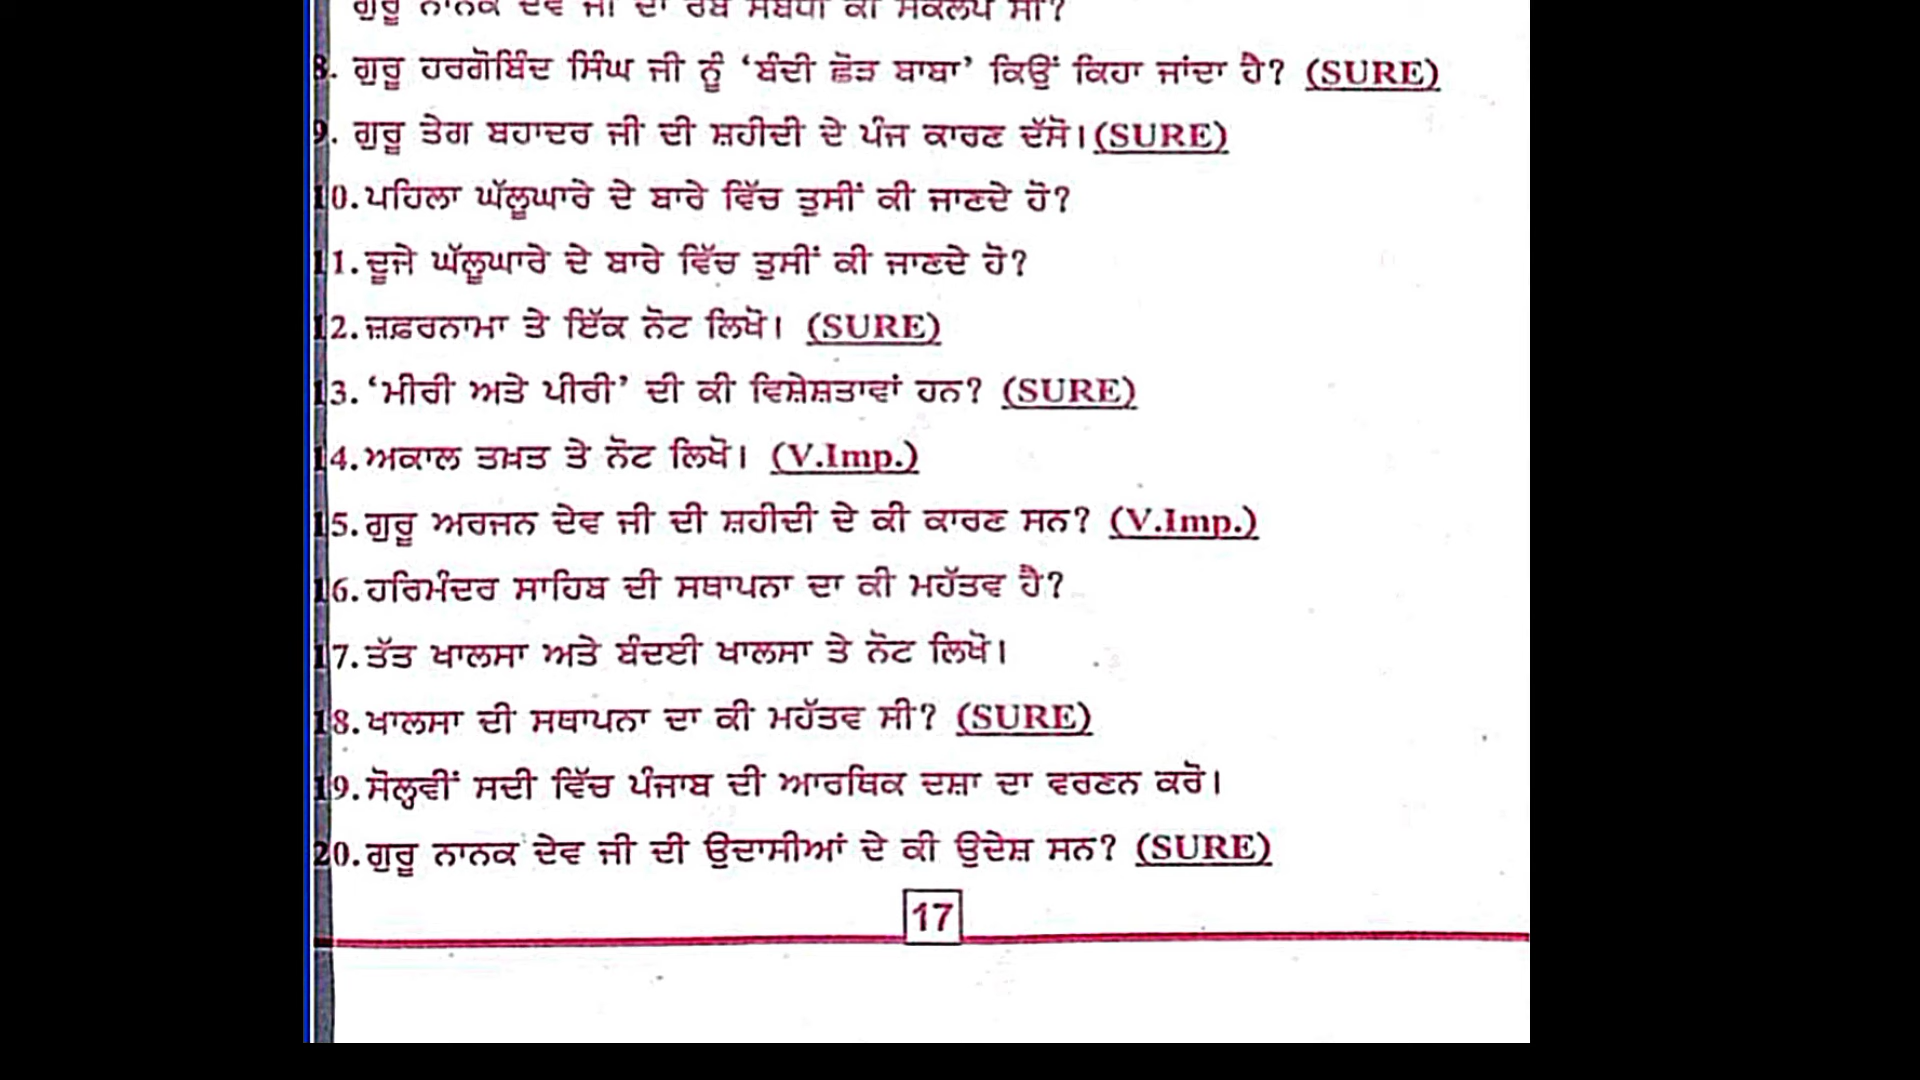 ਗੁਰੂ ਨਾਨਕ ਦੇਵ ਜੀ ਦਾ ਰੱਬ ਸੰਬੰਧੀ ਕੀ ਸੰਕਲਪ ਸੀ?
8. ਗੁਰੂ ਹਰਗੋਬਿੰਦ ਸਿੰਘ ਜੀ ਨੂੰ ‘ਬੰਦੀ ਛੋੜ ਬਾਬਾ’ ਕਿਉਂ ਕਿਹਾ ਜਾਂਦਾ ਹੈ? (SURE)
9. ਗੁਰੂ ਤੇਗ ਬਹਾਦਰ ਜੀ ਦੀ ਸ਼ਹੀਦੀ ਦੇ ਪੰਜ ਕਾਰਣ ਦੱਸੋ। (SURE)
10. ਪਹਿਲਾ ਘੱਲੂਘਾਰੇ ਦੇ ਬਾਰੇ ਵਿੱਚ ਤੁਸੀਂ ਕੀ ਜਾਣਦੇ ਹੋ?
11. ਦੂਜੇ ਘੱਲੂਘਾਰੇ ਦੇ ਬਾਰੇ ਵਿੱਚ ਤੁਸੀਂ ਕੀ ਜਾਣਦੇ ਹੋ?
12. ਜ਼ਫ਼ਰਨਾਮਾ ਤੇ ਇੱਕ ਨੋਟ ਲਿਖੋ। (SURE)
13. ‘ਮੀਰੀ ਅਤੇ ਪੀਰੀ’ ਦੀ ਕੀ ਵਿਸ਼ੇਸ਼ਤਾਵਾਂ ਹਨ? (SURE)
14. ਅਕਾਲ ਤਖ਼ਤ ਤੇ ਨੋਟ ਲਿਖੋ। (V.Imp.)
15. ਗੁਰੂ ਅਰਜਨ ਦੇਵ ਜੀ ਦੀ ਸ਼ਹੀਦੀ ਦੇ ਕੀ ਕਾਰਣ ਸਨ? (V.Imp.)
16. ਹਰਿਮੰਦਰ ਸਾਹਿਬ ਦੀ ਸਥਾਪਨਾ ਦਾ ਕੀ ਮਹੱਤਵ ਹੈ?
17. ਤੱਤ ਖਾਲਸਾ ਅਤੇ ਬੰਦਈ ਖਾਲਸਾ ਤੇ ਨੋਟ ਲਿਖੋ।
18. ਖਾਲਸਾ ਦੀ ਸਥਾਪਨਾ ਦਾ ਕੀ ਮਹੱਤਵ ਸੀ? (SURE)
19. ਸੋਲ੍ਹਵੀਂ ਸਦੀ ਵਿੱਚ ਪੰਜਾਬ ਦੀ ਆਰਥਿਕ ਦਸ਼ਾ ਦਾ ਵਰਣਨ ਕਰੋ।
20. ਗੁਰੂ ਨਾਨਕ ਦੇਵ ਜੀ ਦੀ ਉਦਾਸੀਆਂ ਦੇ ਕੀ ਉਦੇਸ਼ ਸਨ? (SURE)
17